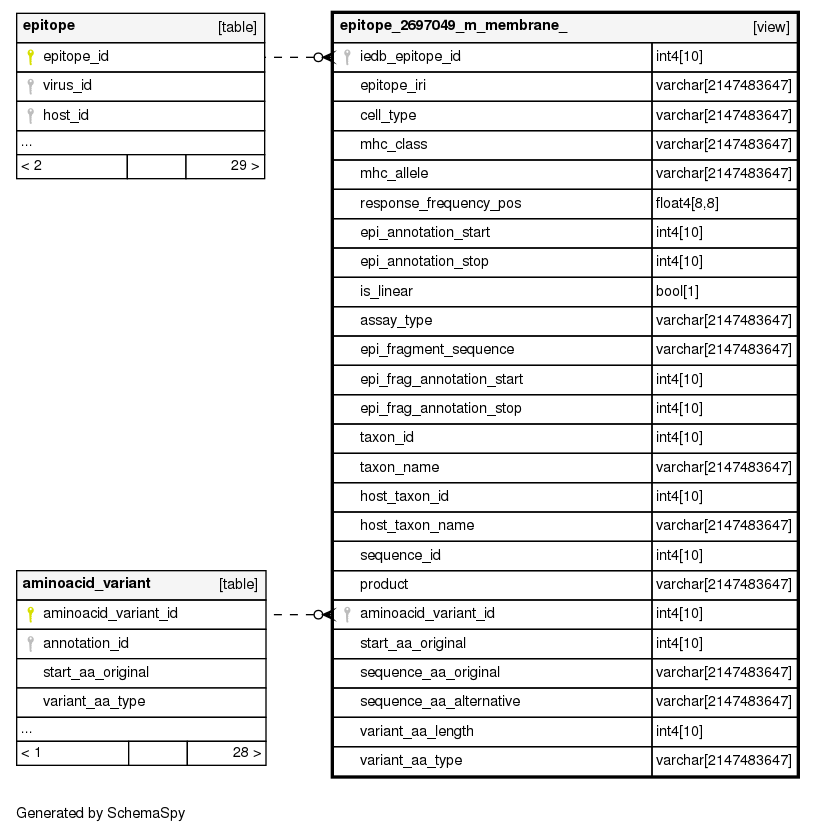 epitope [table]
epitope_id
virus_id
host_id
...
< 2 29 >
epitope_2697049_m_membrane_ [view]
iedb_epitope_id int4[10]
epitope_iri varchar[2147483647]
cell_type varchar[2147483647]
mhc_class varchar[2147483647]
mhc_allele varchar[2147483647]
response_frequency_pos float4[8,8]
epi_annotation_start int4[10]
epi_annotation_stop int4[10]
is_linear bool[1]
assay_type varchar[2147483647]
epi_fragment_sequence varchar[2147483647]
epi_frag_annotation_start int4[10]
epi_frag_annotation_stop int4[10]
taxon_id int4[10]
taxon_name varchar[2147483647]
host_taxon_id int4[10]
host_taxon_name varchar[2147483647]
sequence_id int4[10]
product varchar[2147483647]
aminoacid_variant_id int4[10]
start_aa_original int4[10]
sequence_aa_original varchar[2147483647]
sequence_aa_alternative varchar[2147483647]
variant_aa_length int4[10]
variant_aa_type varchar[2147483647]
aminoacid_variant [table]
aminoacid_variant_id
annotation_id
start_aa_original
variant_aa_type
...
< 1 28 >
Generated by SchemaSpy